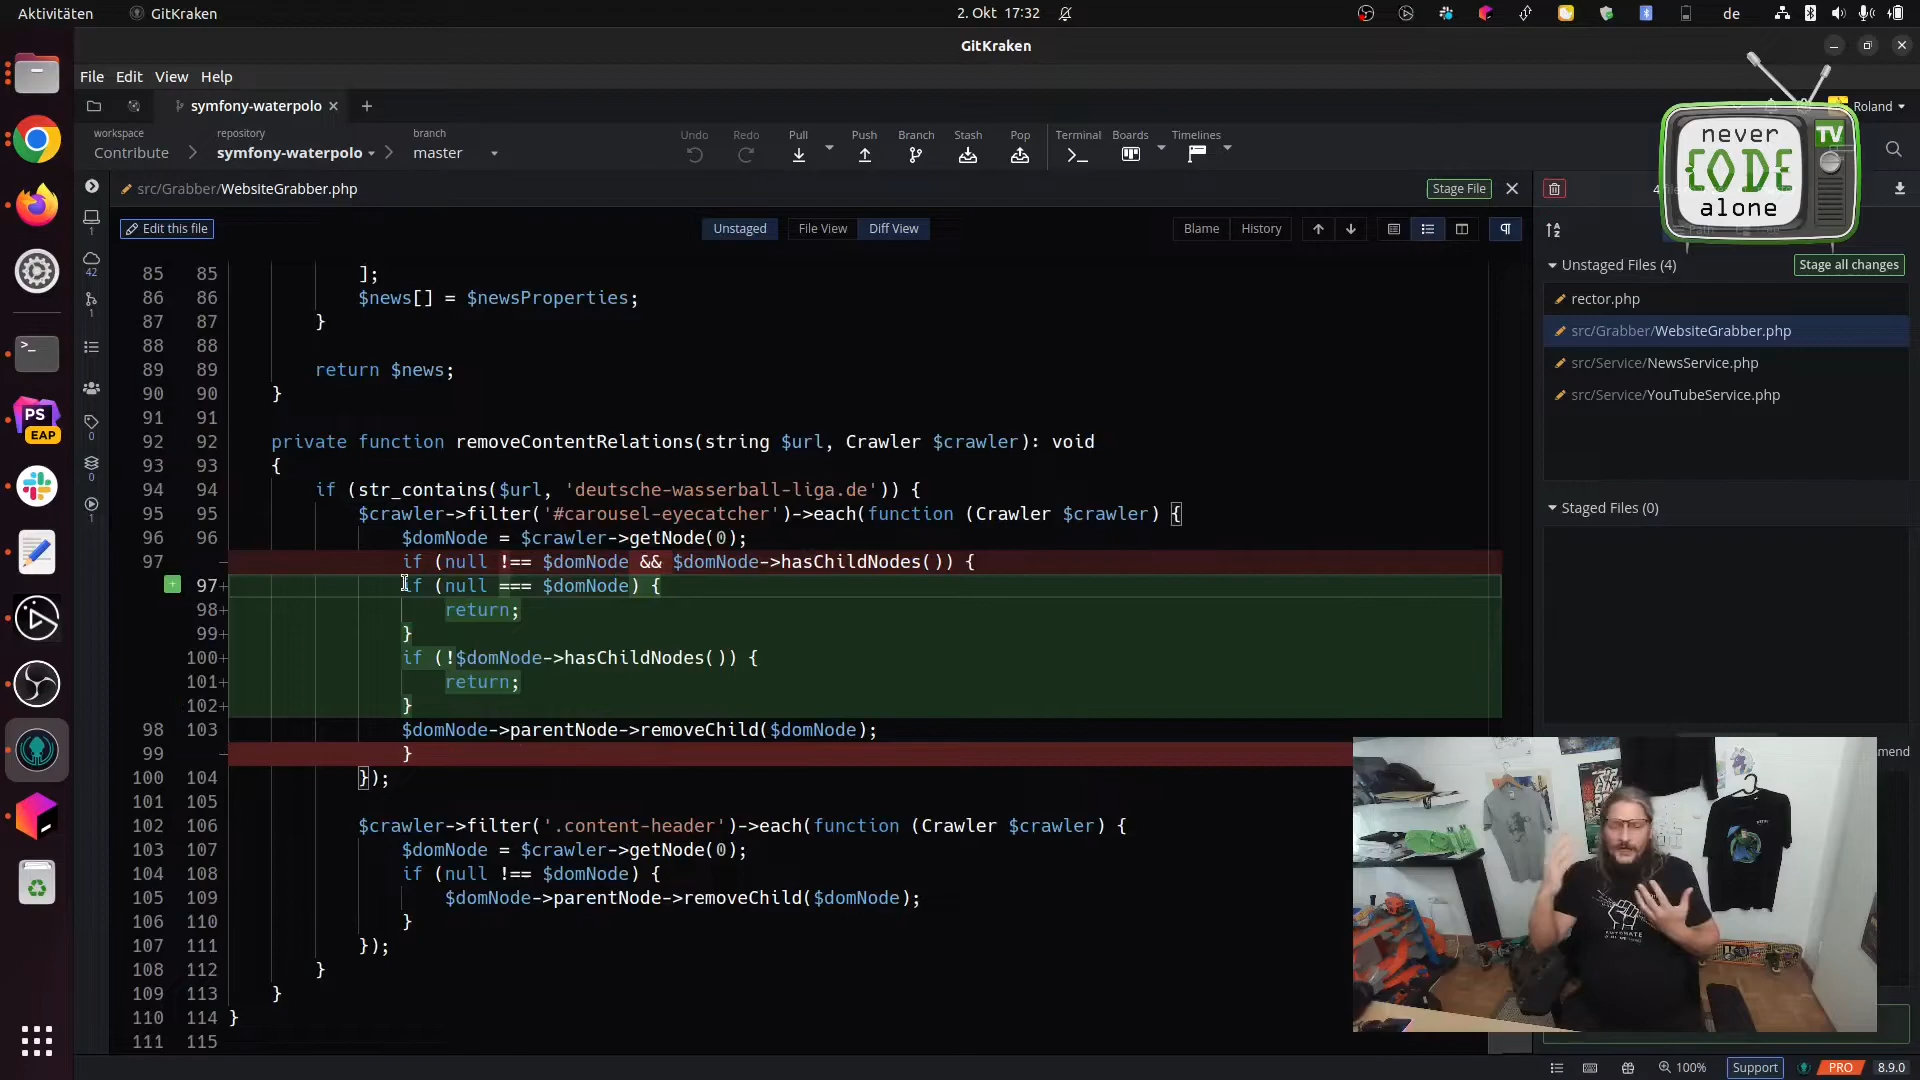 Aktivitäten
GitKraken
2. Okt 17:32
de
GitKraken
File Edit View Help
symfony-waterpolo
Roland
workspace
Contribute
repository
symfony-waterpolo
branch
master
Undo
Redo
Pull
Push
Branch
Stash
Pop
Terminal
Boards
Timelines
never
CODE
alone
TV
src/Grabber/WebsiteGrabber.php
Stage File
Edit this file
Unstaged
File View
Diff View
Blame
History
1
42
1
0
0
1
85 85 ];
86 86 $news[] = $newsProperties;
87 87 }
88 88
89 89 return $news;
90 90 }
91 91
92 92 private function removeContentRelations(string $url, Crawler $crawler): void
93 93 {
94 94 if (str_contains($url, 'deutsche-wasserball-liga.de')) {
95 95 $crawler->filter('#carousel-eyecatcher')->each(function (Crawler $crawler) {
96 96 $domNode = $crawler->getNode(0);
97 – if (null !== $domNode && $domNode->hasChildNodes()) {
97+ if (null === $domNode) {
98+ return;
99+ }
100+ if (!$domNode->hasChildNodes()) {
101+ return;
102+ }
98 103 $domNode->parentNode->removeChild($domNode);
99 – }
100 104 });
101 105
102 106 $crawler->filter('.content-header')->each(function (Crawler $crawler) {
103 107 $domNode = $crawler->getNode(0);
104 108 if (null !== $domNode) {
105 109 $domNode->parentNode->removeChild($domNode);
106 110 }
107 111 });
108 112 }
109 113 }
110 114 }
111 115
Unstaged Files (4)
Stage all changes
rector.php
src/Grabber/WebsiteGrabber.php
src/Service/NewsService.php
src/Service/YouTubeService.php
Staged Files (0)
mend
PS
EAP
AUTOMATE
100%
Support
PRO
8.9.0